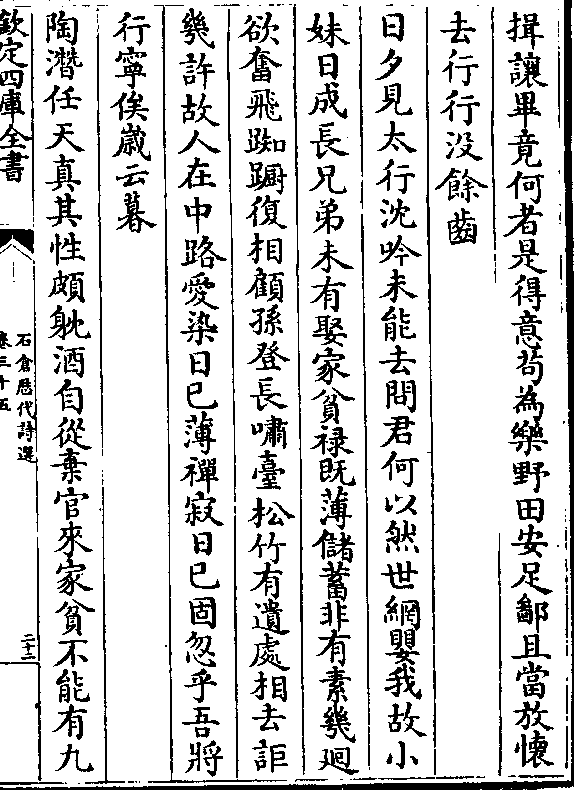 揖讓畢竟何者是得意苟為樂野田安足鄙且當放懷
去行行没餘齒
日夕見太行沈吟未能去問君何以然世網嬰我故小
妹日成長兄弟未有娶家貧禄既薄儲蓄非有素幾廻
欲奮飛踟蹰復相顧孫登長嘯臺松竹有遺處相去詎
幾許故人在中路愛染日已薄禪寂日已固忽乎吾將
行寧俟歳云暮
陶潛任天真其性頗躭酒自從棄官來家貧不能有九
欽定四庫全書
石倉歴代詩選
卷三十五
二十二